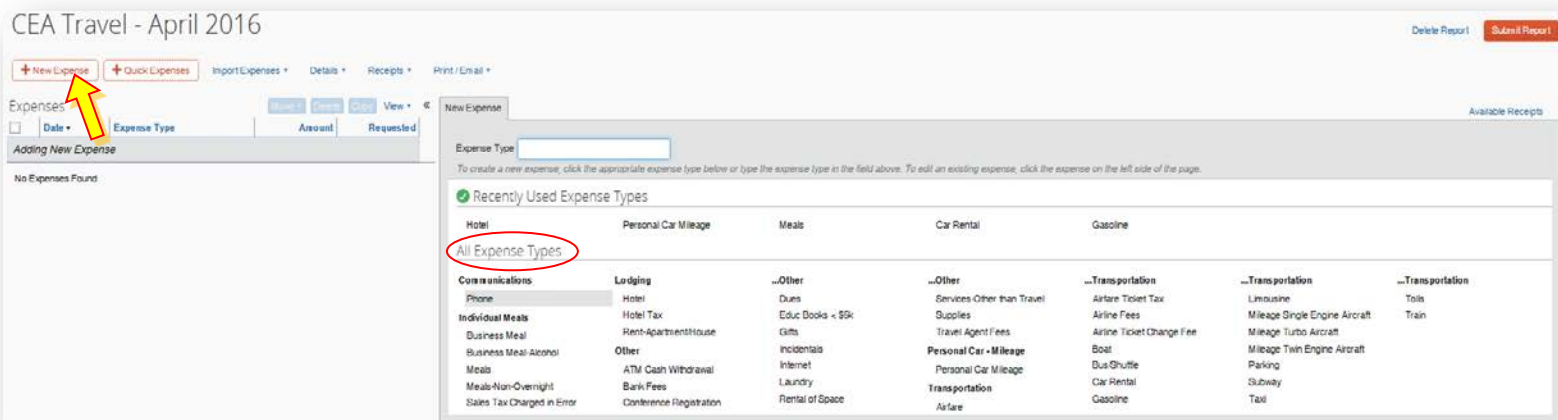 CEA Travel - April 2016
Delete Report Submit Report
+ New Expense + Quick Expenses Import Expenses Details Receipts Print / Email
Expenses Move Delete Copy View «
Date Expense Type Amount Requested
Adding New Expense
No Expenses Found
New Expense
Available Receipts
Expense Type
To create a new expense, click the appropriate expense type below or type the expense type in the field above. To edit an existing expense, click the expense on the left side of the page.
Recently Used Expense Types
Hotel Personal Car Mileage Meals Car Rental Gasoline
All Expense Types
Communications
Phone
Individual Meals
Business Meal
Business Meal-Alcohol
Meals
Meals-Non-Overnight
Sales Tax Charged in Error
Lodging
Hotel
Hotel Tax
Rent-Apartment/House
Other
ATM Cash Withdrawal
Bank Fees
Conference Registration
...Other
Dues
Educ Books < $5k
Gifts
Incidentals
Internet
Laundry
Rental of Space
...Other
Services Other than Travel
Supplies
Travel Agent Fees
Personal Car - Mileage
Personal Car Mileage
Transportation
Airfare
...Transportation
Airfare Ticket Tax
Airline Fees
Airline Ticket Change Fee
Boat
Bus/Shuttle
Car Rental
Gasoline
...Transportation
Limousine
Mileage Single Engine Aircraft
Mileage Turbo Aircraft
Mileage Twin Engine Aircraft
Parking
Subway
Taxi
...Transportation
Tolls
Train